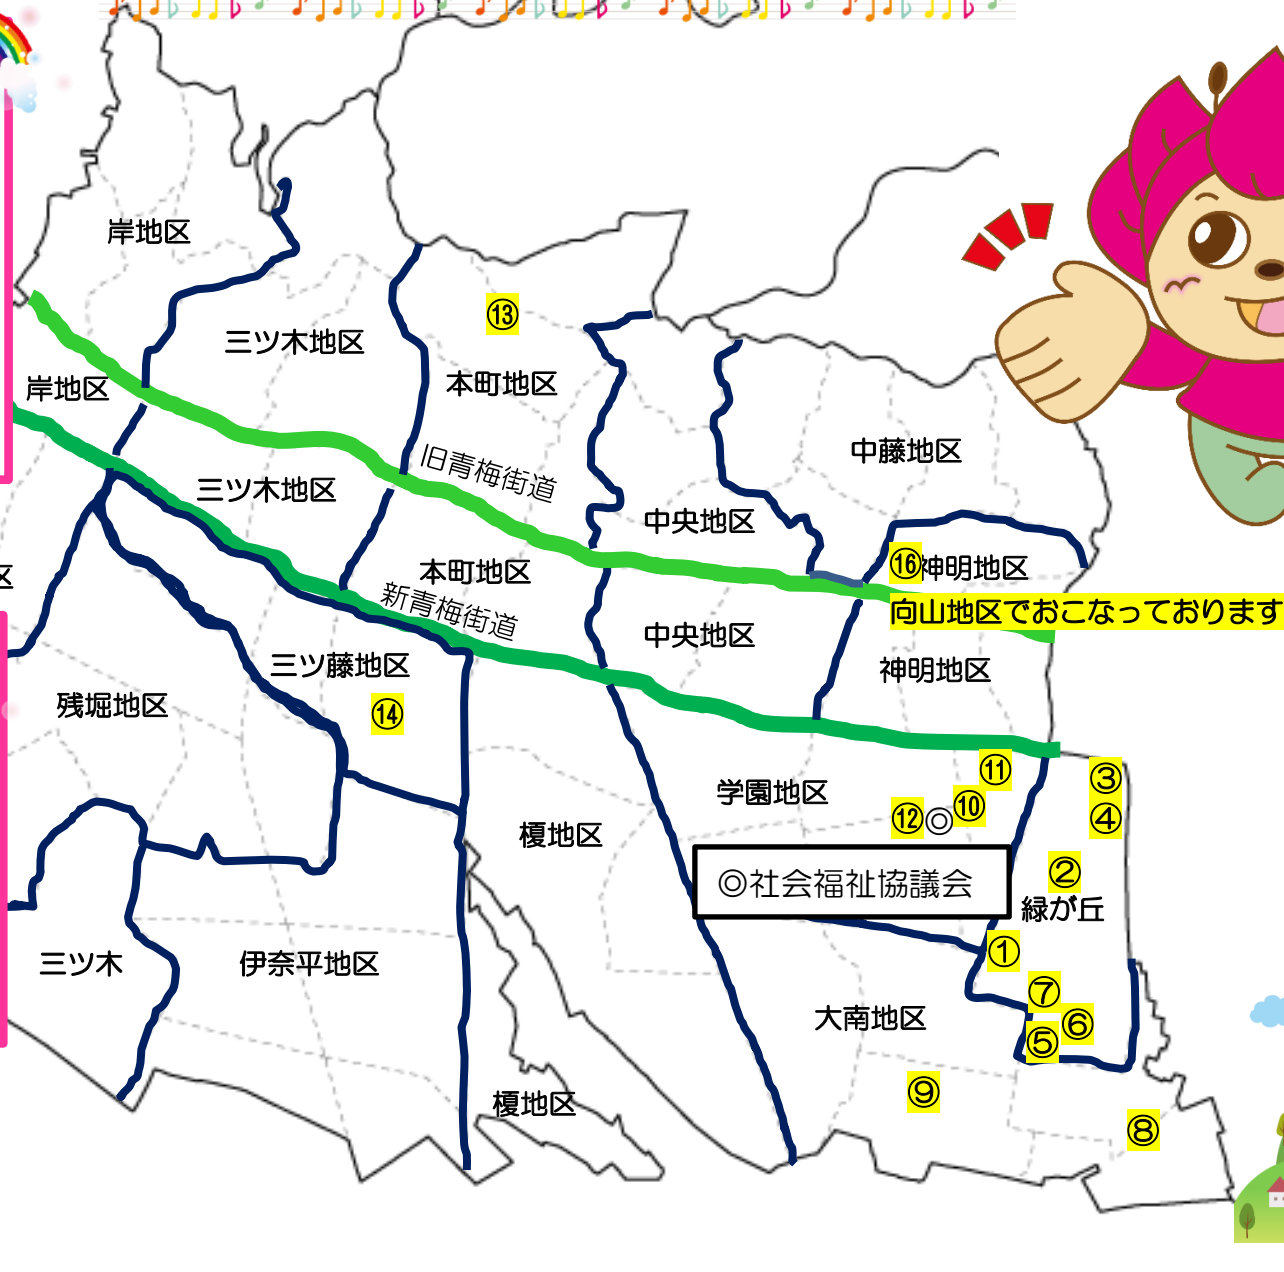 岸地区
⑬
三ツ木地区
岸地区
本町地区
中藤地区
旧青梅街道
三ツ木地区
中央地区
⑯
神明地区
本町地区
区
新青梅街道
向山地区でおこなっております
中央地区
三ツ藤地区
神明地区
残堀地区
⑭
⑪
③
学園地区
⑩
⑫◎
④
榎地区
②
◎社会福祉協議会
緑が丘
①
三ツ木
伊奈平地区
⑦
大南地区
⑥
⑤
⑨
榎地区
⑧